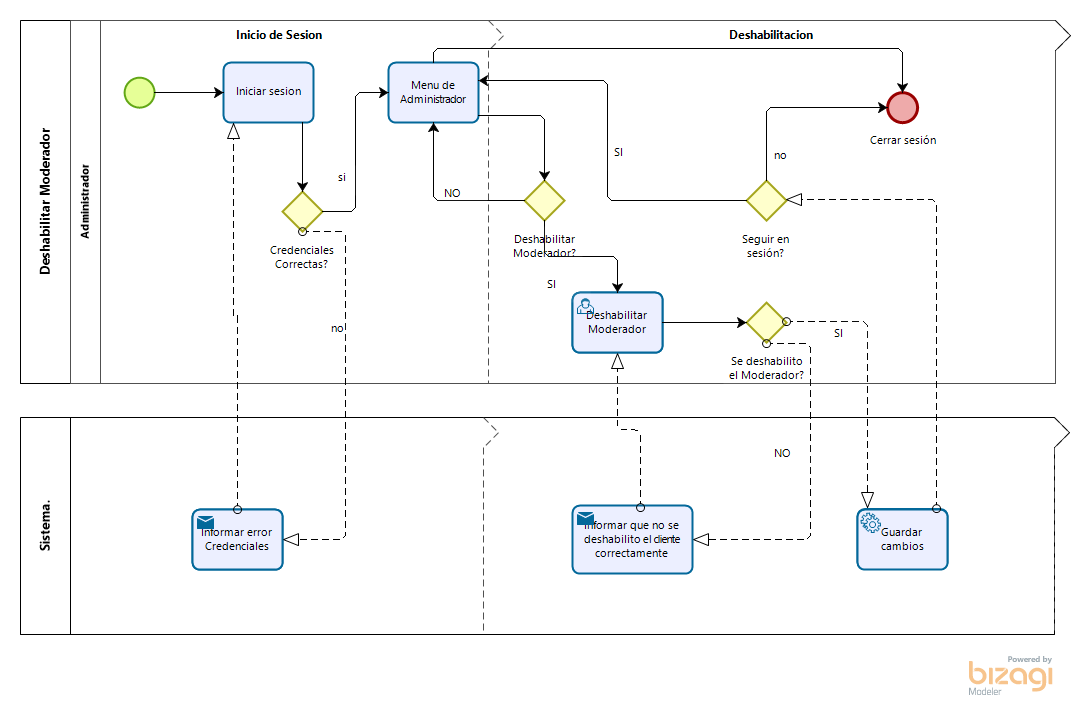 Inicio de Sesion
Deshabilitacion
Deshabilitar Moderador
Administrador
Iniciar sesion
Menu de
Administrador
Cerrar sesión
si
NO
SI
no
Credenciales
Correctas?
Deshabilitar
Moderador?
Seguir en
sesión?
SI
no
Deshabilitar
Moderador
SI
Se deshabilito
el Moderador?
NO
Sistema.
Informar error
Credenciales
Informar que no se
deshabilito el cliente
correctamente
Guardar
cambios
Powered by
bizagi
Modeler